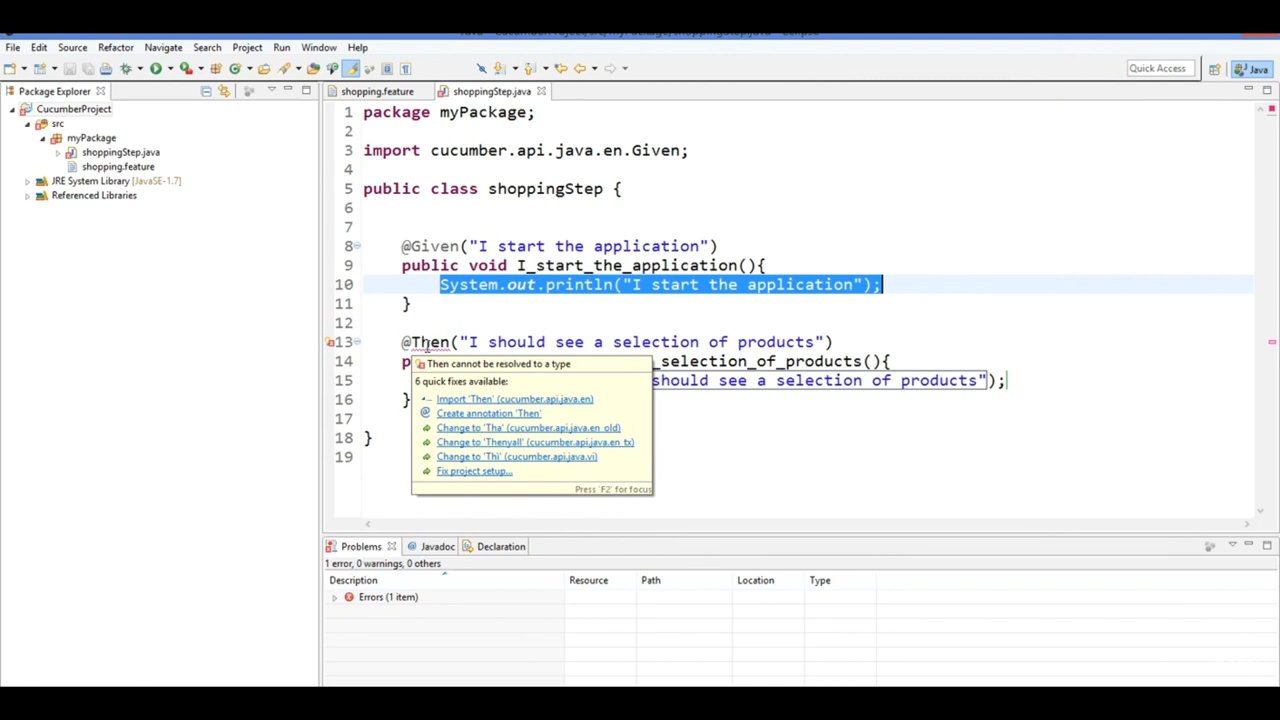 File Edit Source Refactor Navigate Search Project Run Window Help
Quick Access
Java
Package Explorer
CucumberProject
src
myPackage
shoppingStep.java
shopping.feature
JRE System Library [JavaSE-1.7]
Referenced Libraries
shopping.feature shoppingStep.java
1 package myPackage;
2
3 import cucumber.api.java.en.Given;
4
5 public class shoppingStep {
6
7
8 @Given("I start the application")
9 public void I_start_the_application(){
10 System.out.println("I start the application");
11 }
12
13 @Then("I should see a selection of products")
14 p _selection_of_products(){
15 should see a selection of products");
16 }
17
18 }
19
Then cannot be resolved to a type
6 quick fixes available:
Import 'Then' (cucumber.api.java.en)
Create annotation 'Then'
Change to 'Tha' (cucumber.api.java.en_old)
Change to 'Thenyall' (cucumber.api.java.en_tx)
Change to 'Thì' (cucumber.api.java.vi)
Fix project setup...
Press 'F2' for focus
Problems Javadoc Declaration
1 error, 0 warnings, 0 others
Description Resource Path Location Type
Errors (1 item)